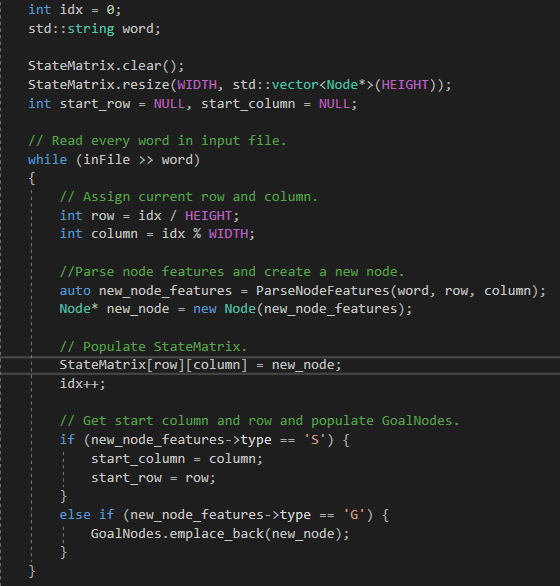 int idx = 0;
std::string word;
StateMatrix.clear();
StateMatrix.resize(WIDTH, std::vector<Node*>(HEIGHT));
int start_row = NULL, start_column = NULL;
// Read every word in input file.
while (inFile >> word)
{
// Assign current row and column.
int row = idx / HEIGHT;
int column = idx % WIDTH;
//Parse node features and create a new node.
auto new_node_features = ParseNodeFeatures(word, row, column);
Node* new_node = new Node(new_node_features);
// Populate StateMatrix.
StateMatrix[row][column] = new_node;
idx++;
// Get start column and row and populate GoalNodes.
if (new_node_features->type == 'S') {
start_column = column;
start_row = row;
}
else if (new_node_features->type == 'G') {
GoalNodes.emplace_back(new_node);
}
}